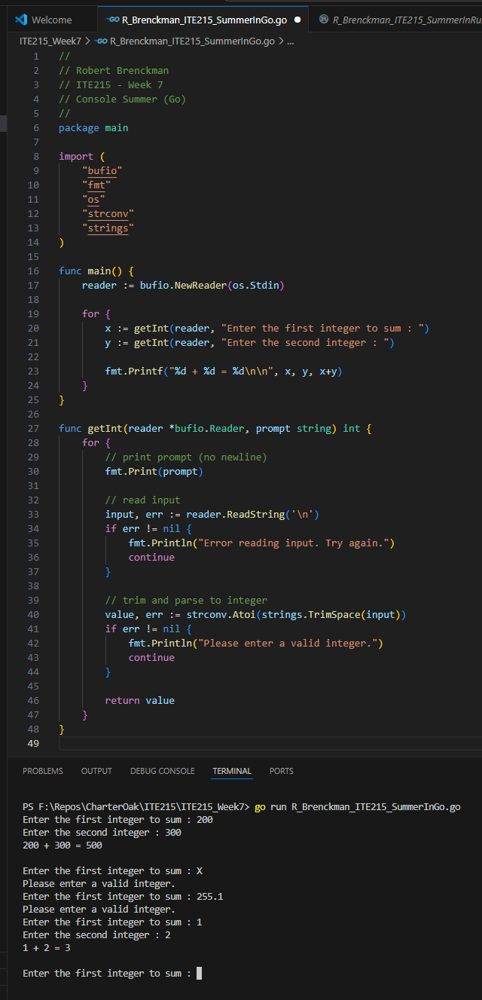 Welcome
GO R_Brenckman_ITE215_SummerInGo.go
R_Brenckman_ITE215_SummerInRu
ITE215_Week7 > GO R_Brenckman_ITE215_SummerInGo.go > ...
1 //
2 // Robert Brenckman
3 // ITE215 - Week 7
4 // Console Summer (Go)
5 //
6 package main
7
8 import (
9     "bufio"
10     "fmt"
11     "os"
12     "strconv"
13     "strings"
14 )
15
16 func main() {
17     reader := bufio.NewReader(os.Stdin)
18
19     for {
20         x := getInt(reader, "Enter the first integer to sum : ")
21         y := getInt(reader, "Enter the second integer : ")
22
23         fmt.Printf("%d + %d = %d\n\n", x, y, x+y)
24     }
25 }
26
27 func getInt(reader *bufio.Reader, prompt string) int {
28     for {
29         // print prompt (no newline)
30         fmt.Print(prompt)
31
32         // read input
33         input, err := reader.ReadString('\n')
34         if err != nil {
35             fmt.Println("Error reading input. Try again.")
36             continue
37         }
38
39         // trim and parse to integer
40         value, err := strconv.Atoi(strings.TrimSpace(input))
41         if err != nil {
42             fmt.Println("Please enter a valid integer.")
43             continue
44         }
45
46         return value
47     }
48 }
49
PROBLEMS OUTPUT DEBUG CONSOLE TERMINAL PORTS
PS F:\Repos\CharterOak\ITE215\ITE215_Week7> go run R_Brenckman_ITE215_SummerInGo.go
Enter the first integer to sum : 200
Enter the second integer : 300
200 + 300 = 500
Enter the first integer to sum : X
Please enter a valid integer.
Enter the first integer to sum : 255.1
Please enter a valid integer.
Enter the first integer to sum : 1
Enter the second integer : 2
1 + 2 = 3
Enter the first integer to sum :